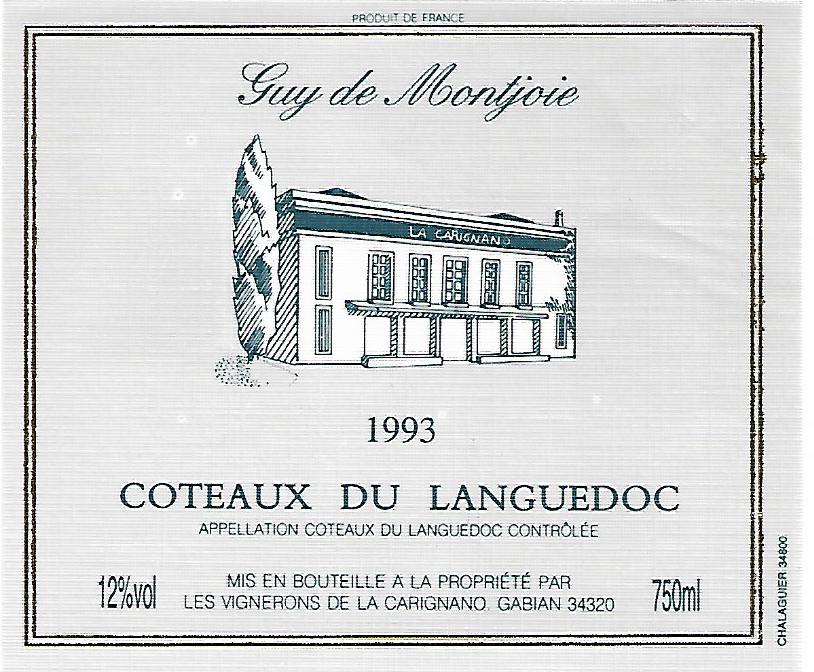 PRODUIT DE FRANCE
Guy de Montjoie
LA CARIGNANO
1993
COTEAUX DU LANGUEDOC
APPELLATION COTEAUX DU LANGUEDOC CONTRÔLÉE
12%vol
MIS EN BOUTEILLE A LA PROPRIÉTÉ PAR
LES VIGNERONS DE LA CARIGNANO. GABIAN 34320
750ml
CHALAGUIER 34800